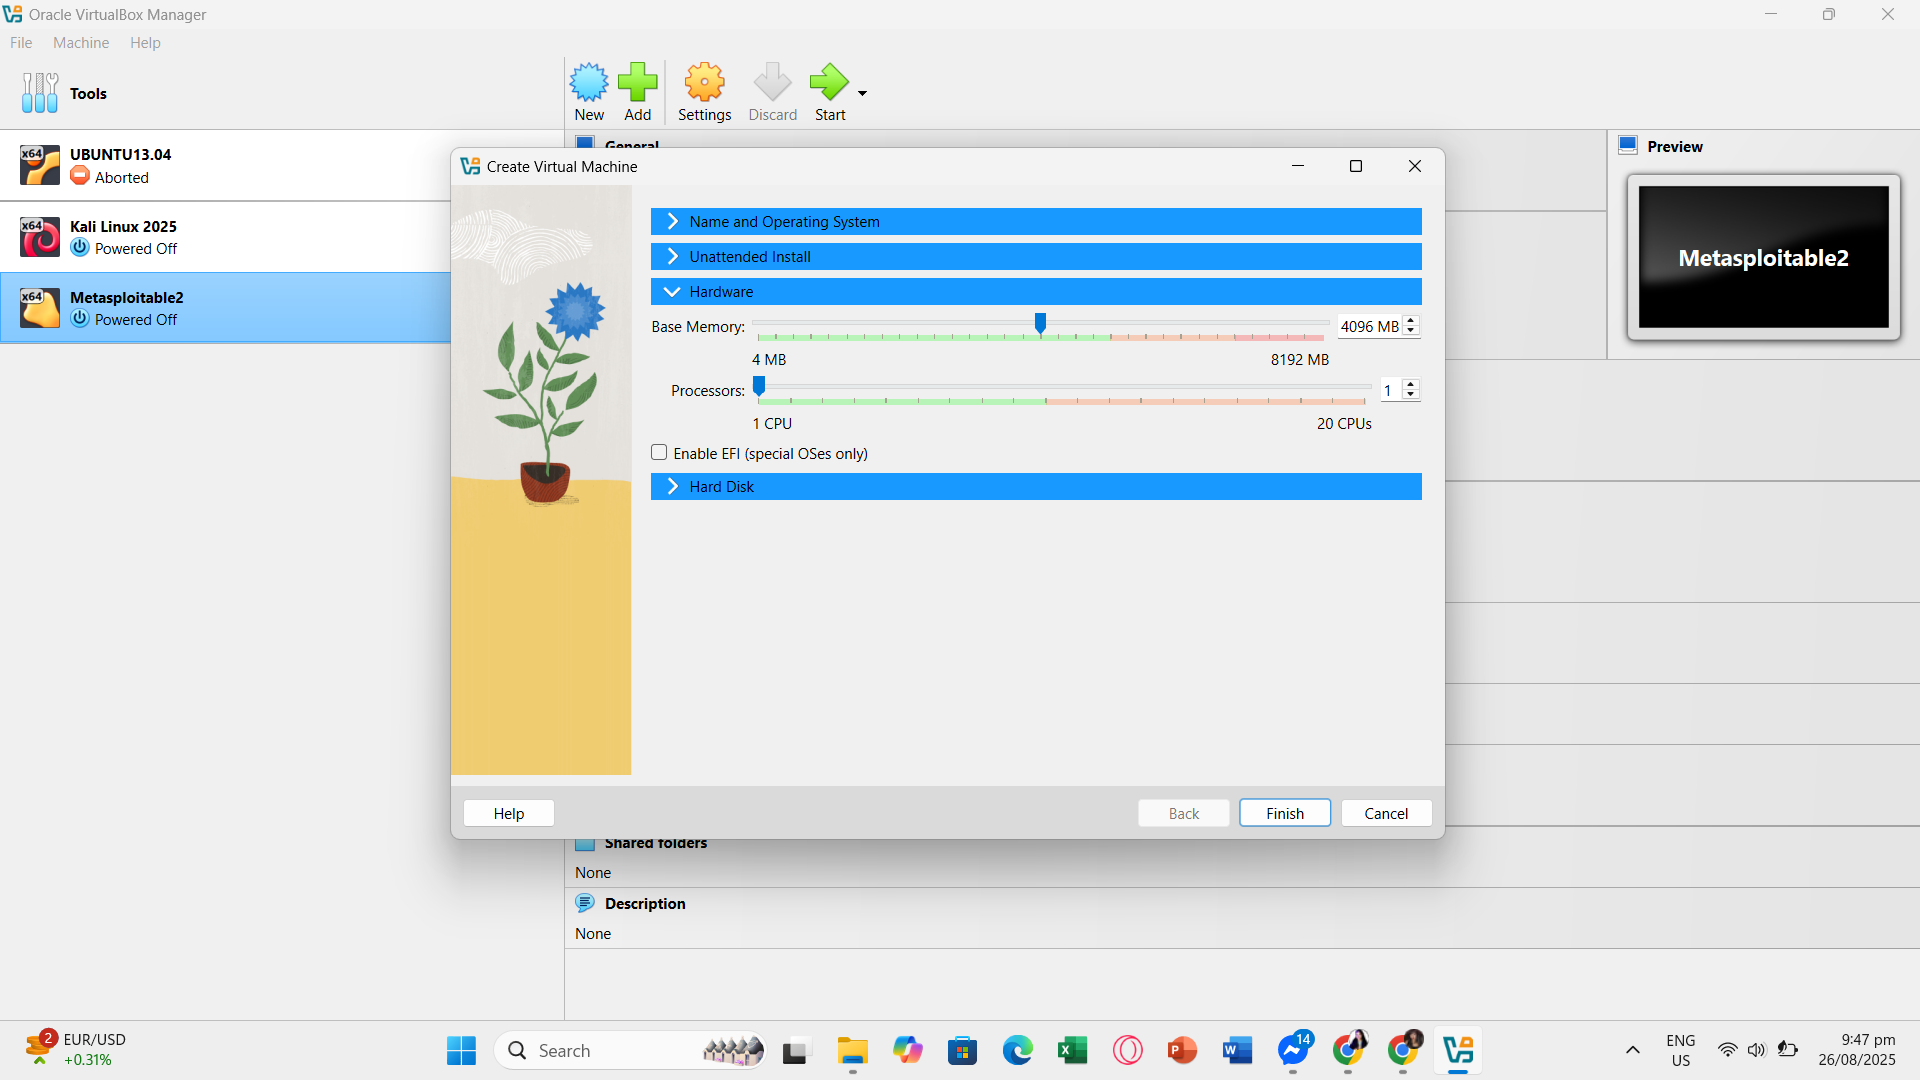 Oracle VirtualBox Manager
File Machine Help
Tools
New Add Settings Discard Start
x64 UBUNTU13.04
Aborted
x64 Kali Linux 2025
Powered Off
x64 Metasploitable2
Powered Off
General
Preview
Metasploitable2
Create Virtual Machine
Name and Operating System
Unattended Install
Hardware
Base Memory: 4096 MB
4 MB 8192 MB
Processors: 1
1 CPU 20 CPUs
Enable EFI (special OSes only)
Hard Disk
Help Back Finish Cancel
Shared folders
None
Description
None
2 EUR/USD
+0.31%
Search
14
ENG
US
9:47 pm
26/08/2025